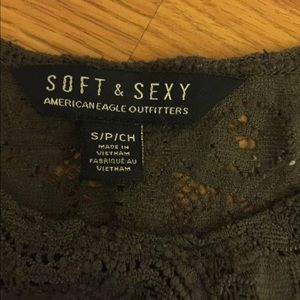 SOFT & SEXY
AMERICAN EAGLE OUTFITTERS
S/P/CH
MADE IN
VIETNAM
FABRIQUÉ AU
VIETNAM